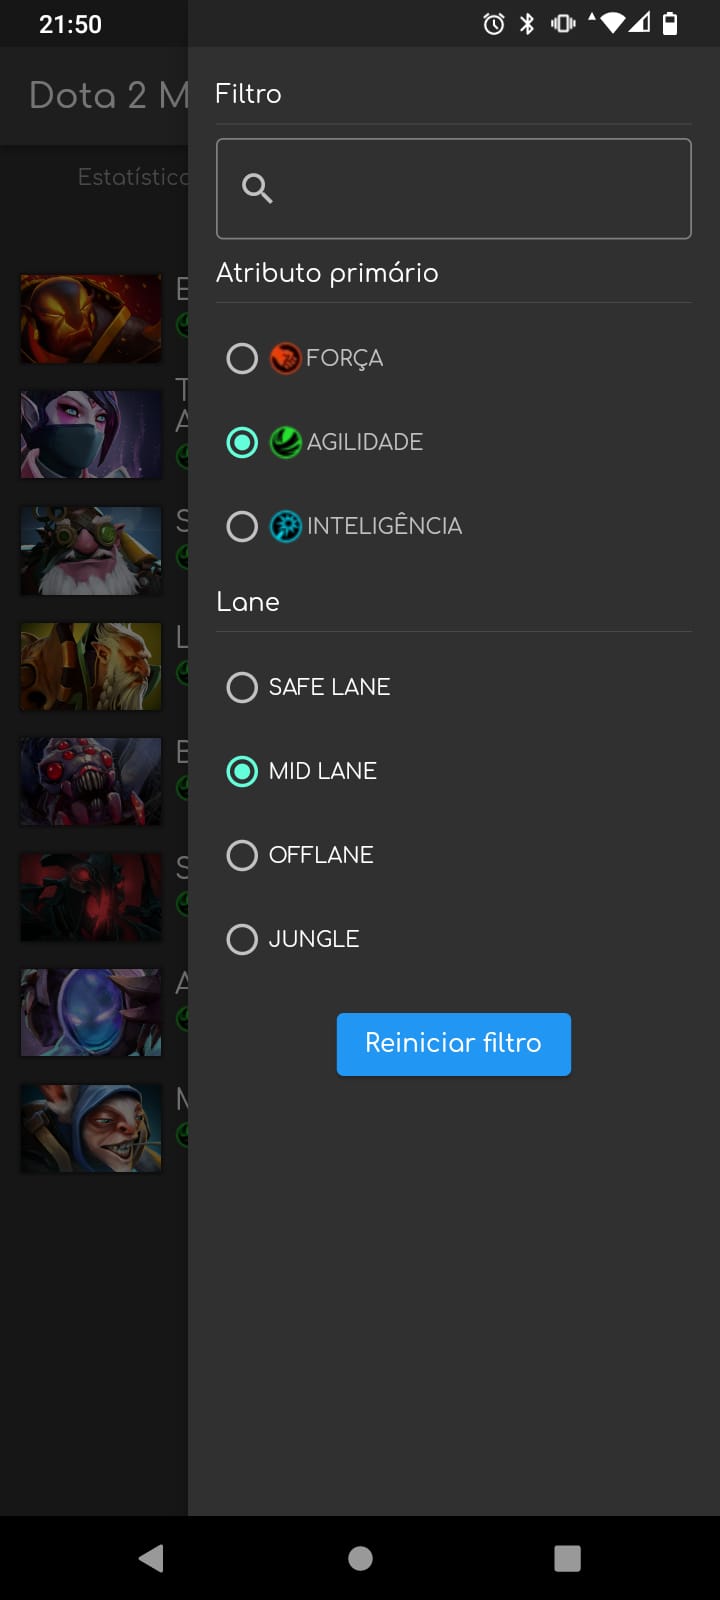 21:50
Dota 2 M
Estatístic
Filtro
Atributo primário
FORÇA
AGILIDADE
INTELIGÊNCIA
Lane
SAFE LANE
MID LANE
OFFLANE
JUNGLE
Reiniciar filtro
E
T
A
S
L
B
S
A
M